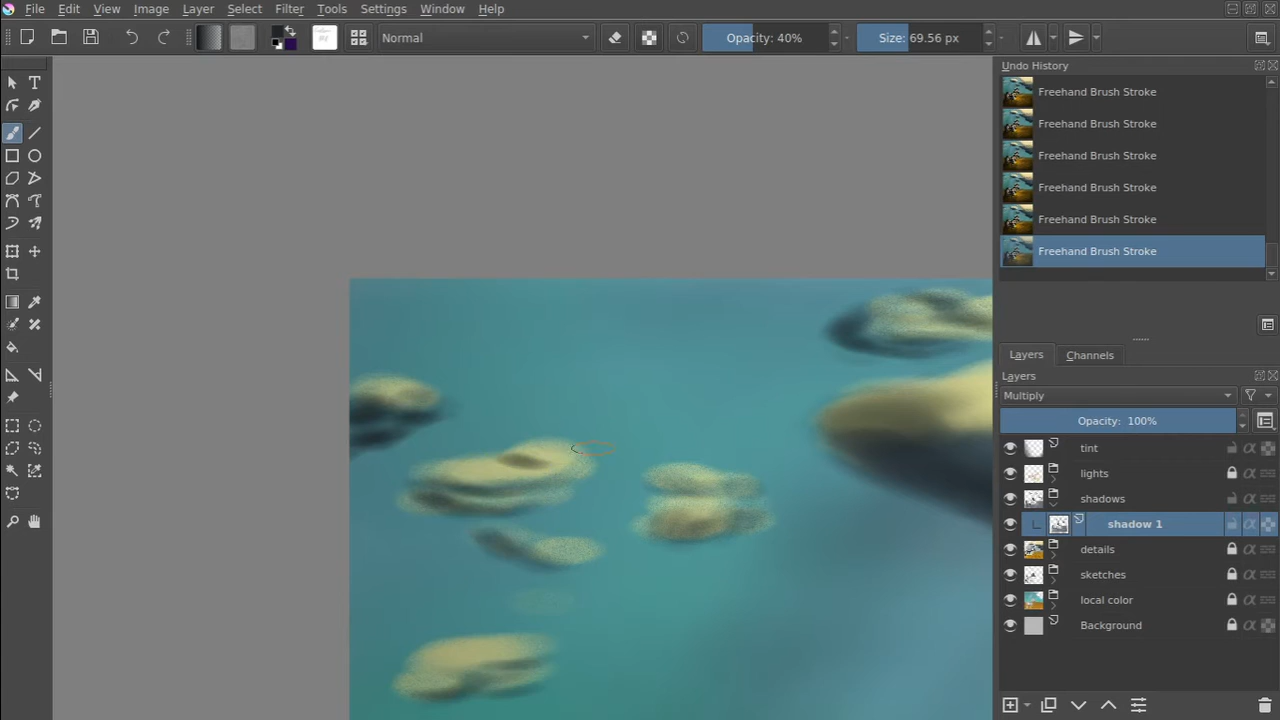 File Edit View Image Layer Select Filter Tools Settings Window Help
Normal Opacity: 40% Size: 69.56 px
Undo History
Freehand Brush Stroke
Freehand Brush Stroke
Freehand Brush Stroke
Freehand Brush Stroke
Freehand Brush Stroke
Freehand Brush Stroke
Layers Channels
Layers
Multiply
Opacity: 100%
tint
lights
shadows
shadow 1
details
sketches
local color
Background